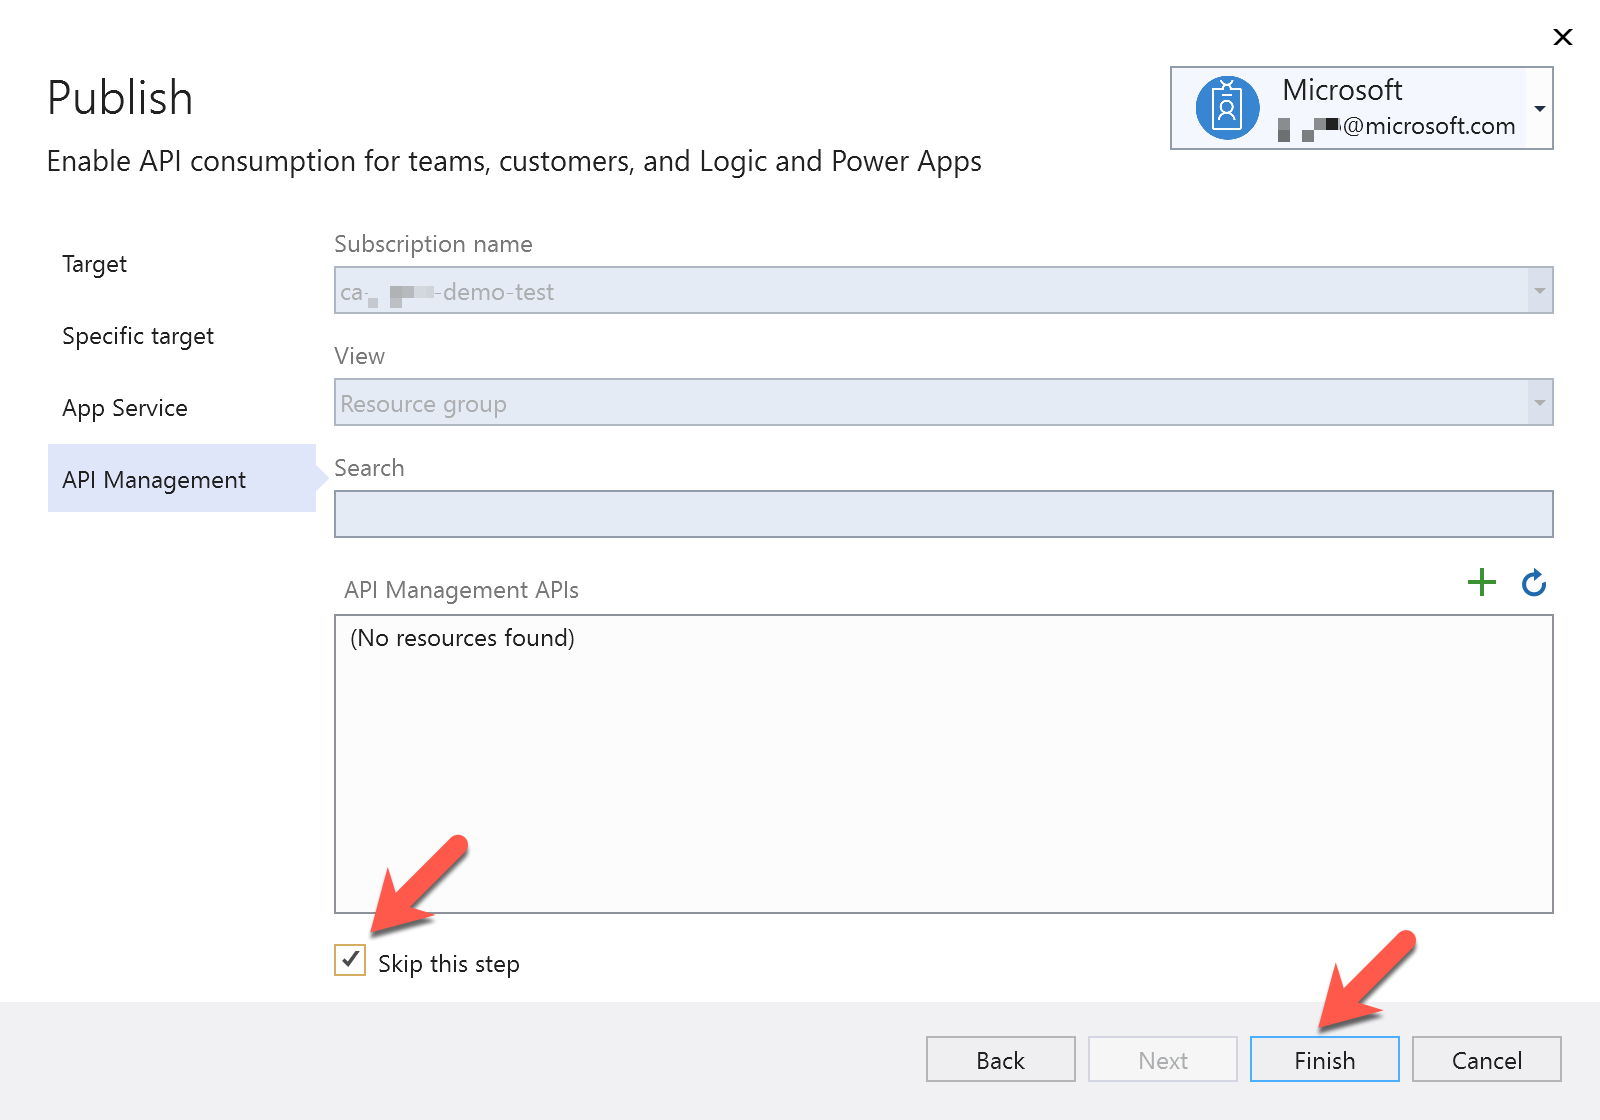 Publish
Enable API consumption for teams, customers, and Logic and Power Apps
Microsoft
@microsoft.com
Target
Specific target
App Service
API Management
Subscription name
ca- -demo-test
View
Resource group
Search
API Management APIs
(No resources found)
Skip this step
Back
Next
Finish
Cancel